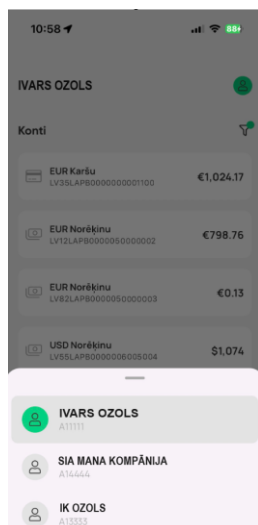 10:58
88
IVARS OZOLS
Konti
EUR Karšu
LV35LAPB0000000001100
€1,024.17
EUR Norēķinu
LV12LAPB0000050000002
€798.76
EUR Norēķinu
LV82LAPB0000050000003
€0.13
USD Norēķinu
LV55LAPB0000006005004
$1,074
IVARS OZOLS
A11111
SIA MANA KOMPĀNIJA
A14444
IK OZOLS
A13333